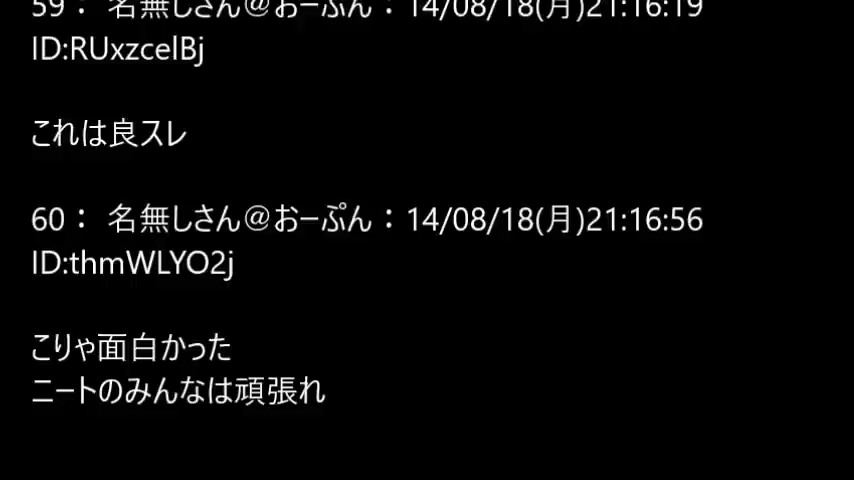 59： 名無しさん＠おーぷん：14/08/18(月)21:16:19
ID:RUxzcelBj
これは良スレ
60： 名無しさん＠おーぷん：14/08/18(月)21:16:56
ID:thmWLYO2j
こりゃ面白かった
ニートのみんなは頑張れ